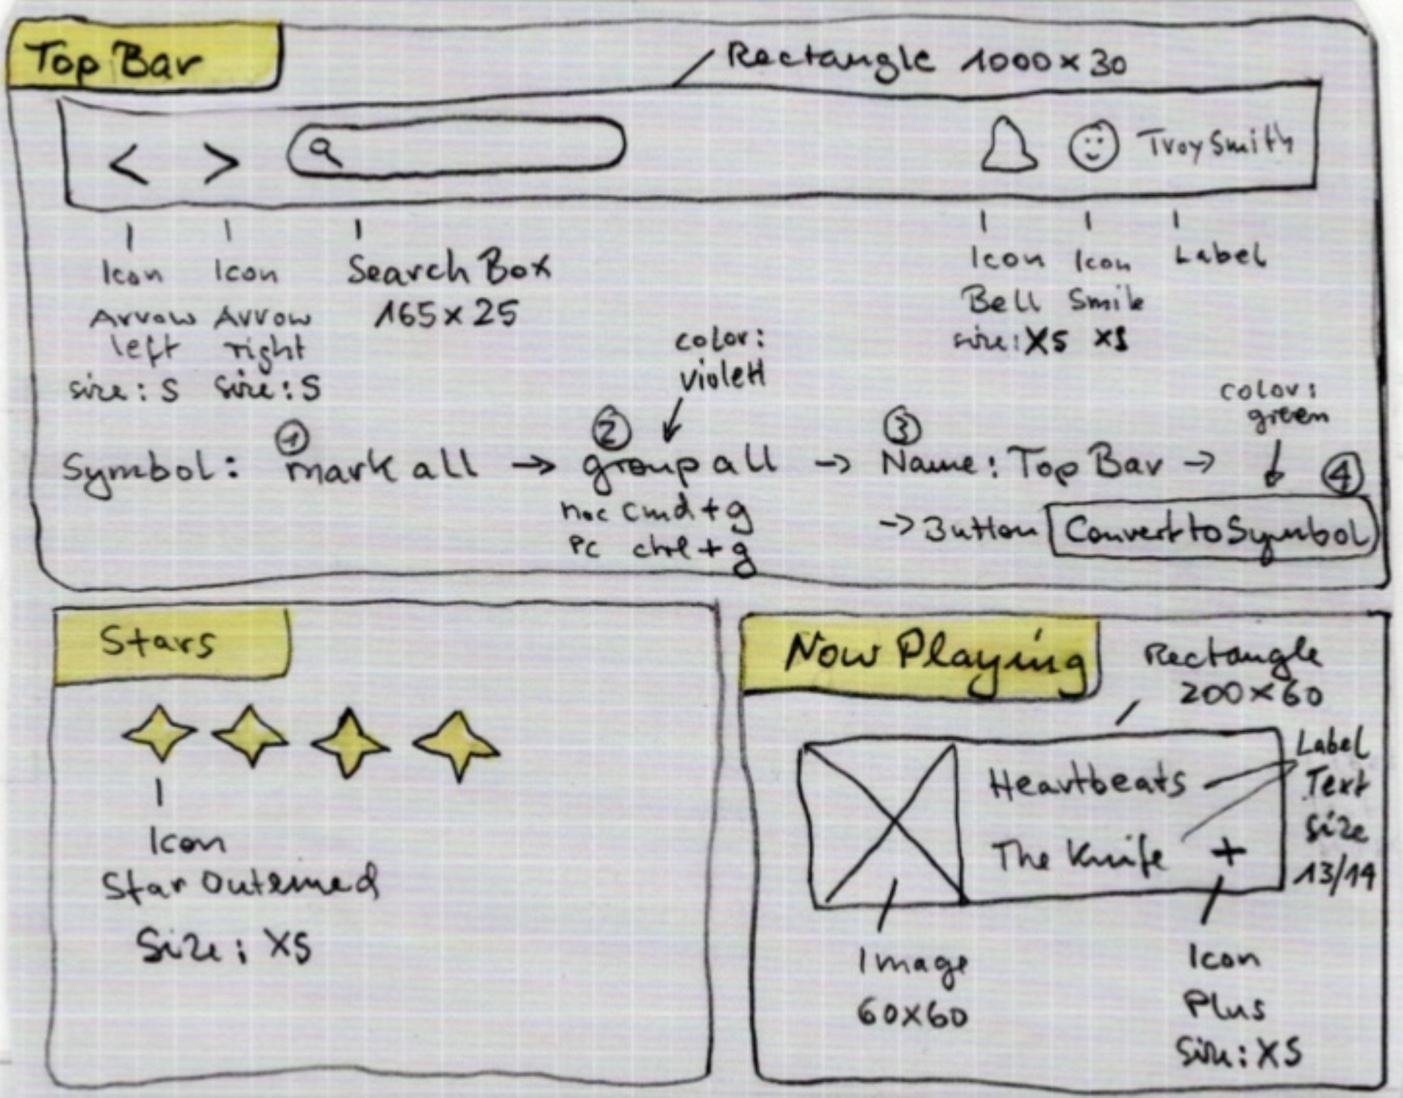 Top Bar
Rectangle 1000 x 30
Troy Smith
Icon
Arrow
left
size: S
Icon
Arrow
right
size: S
Search Box
165 x 25
Icon
Bell
size: XS
Icon
Smile
XS
Label
color:
violett
color:
green
Symbol: ① mark all → ② group all → ③ Name: Top Bar →
mac cmd + g
PC ctrl + g
④
→ Button Convert to Symbol
Stars
Icon
Star Outlined
Size: XS
Now Playing
Rectangle
200 x 60
Heartbeats
The Knife +
Label
Text
Size
13/14
Image
60x60
Icon
Plus
Size: XS